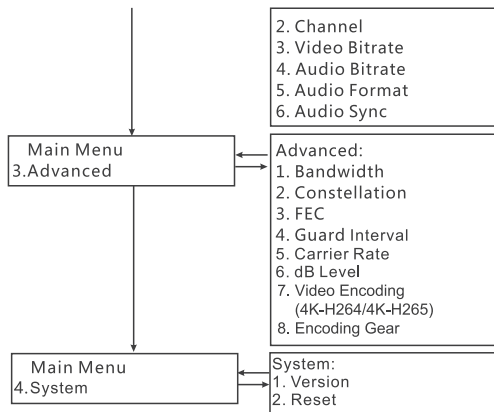 2. Channel
3. Video Bitrate
4. Audio Bitrate
5. Audio Format
6. Audio Sync
Main Menu
3.Advanced
Advanced:
1. Bandwidth
2. Constellation
3. FEC
4. Guard Interval
5. Carrier Rate
6. dB Level
7. Video Encoding
(4K-H264/4K-H265)
8. Encoding Gear
Main Menu
4.System
System:
1. Version
2. Reset